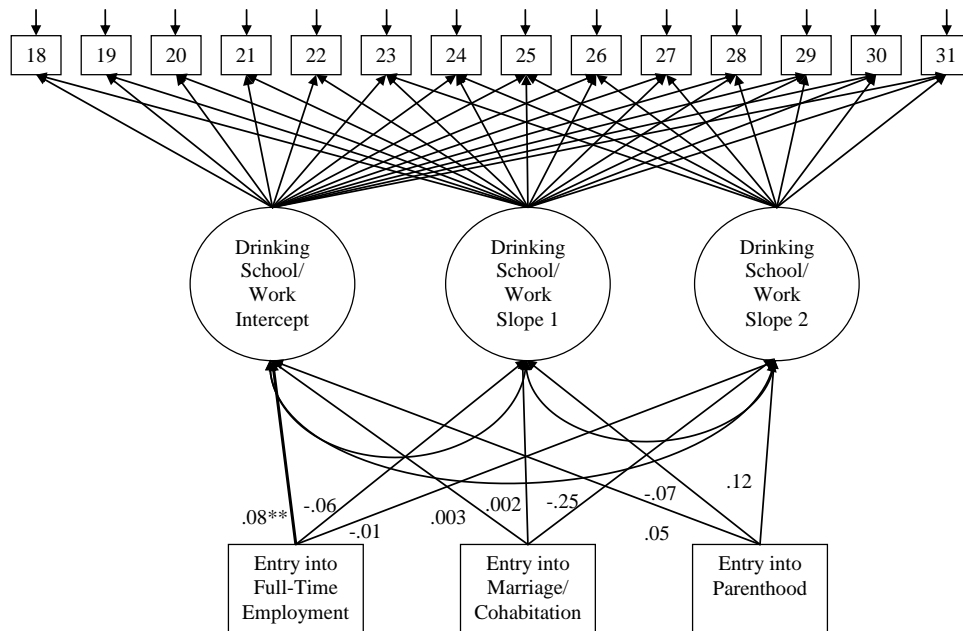 18 19 20 21 22 23 24 25 26 27 28 29 30 31
Drinking
School/
Work
Intercept
Drinking
School/
Work
Slope 1
Drinking
School/
Work
Slope 2
.08**
-.06
-.01
.003
.002
-.25
-.07
.05
.12
Entry into
Full-Time
Employment
Entry into
Marriage/
Cohabitation
Entry into
Parenthood